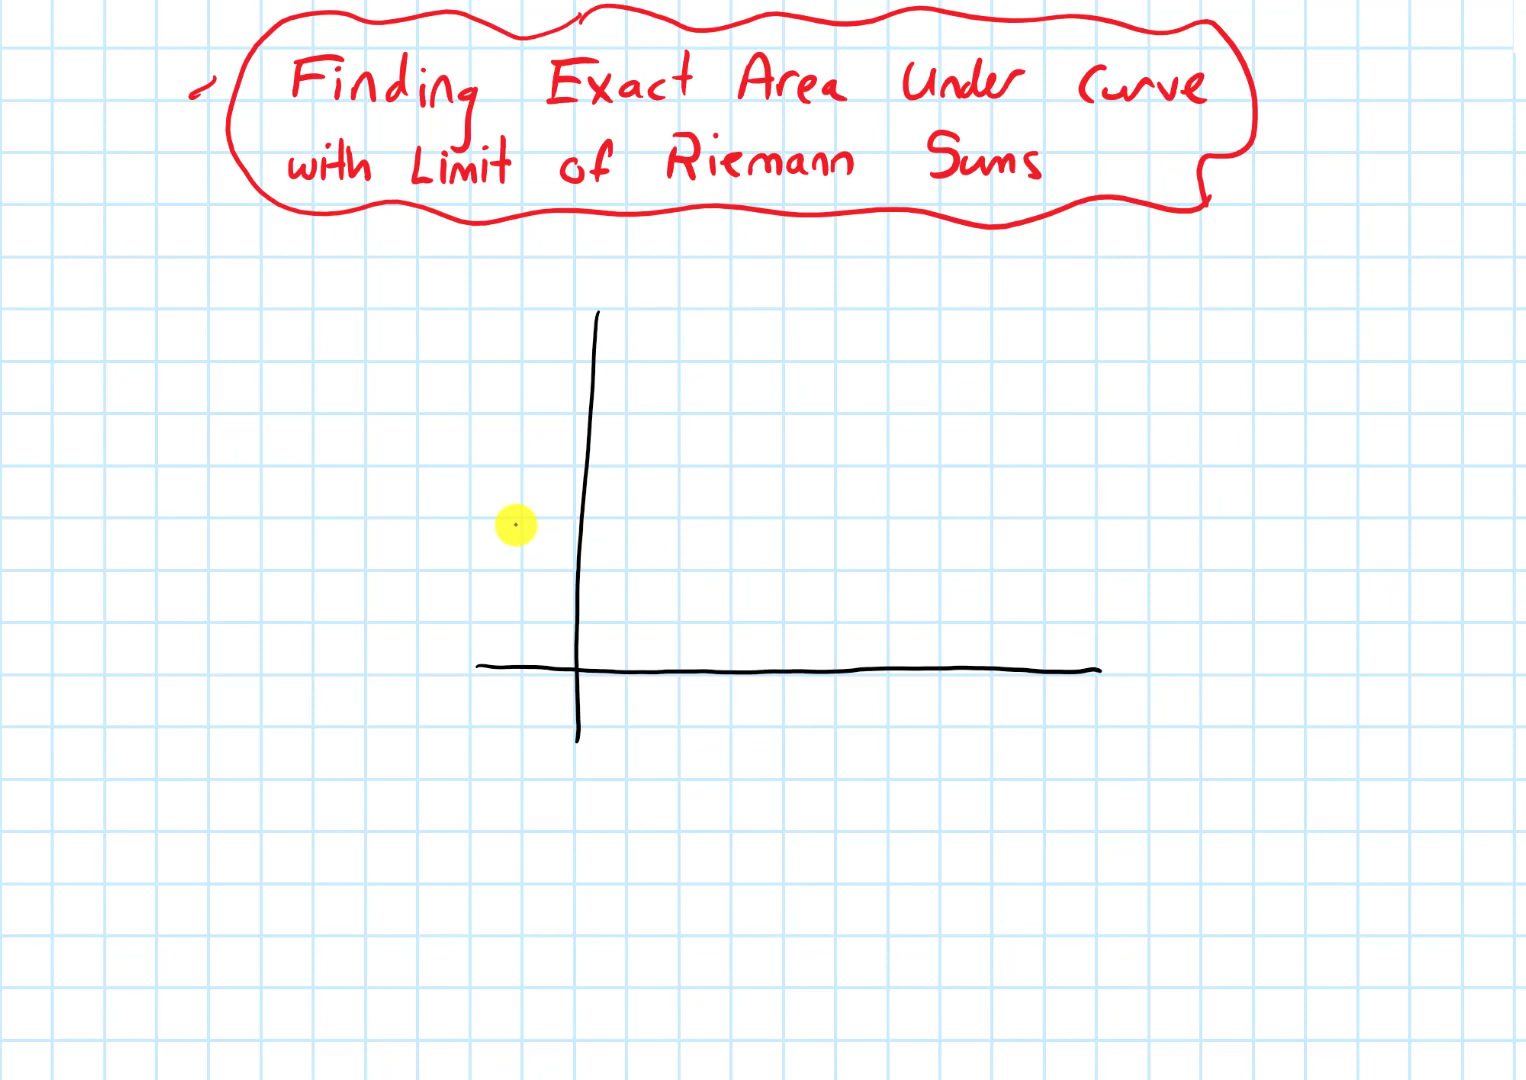 Finding Exact Area Under Curve
with Limit of Riemann Sums